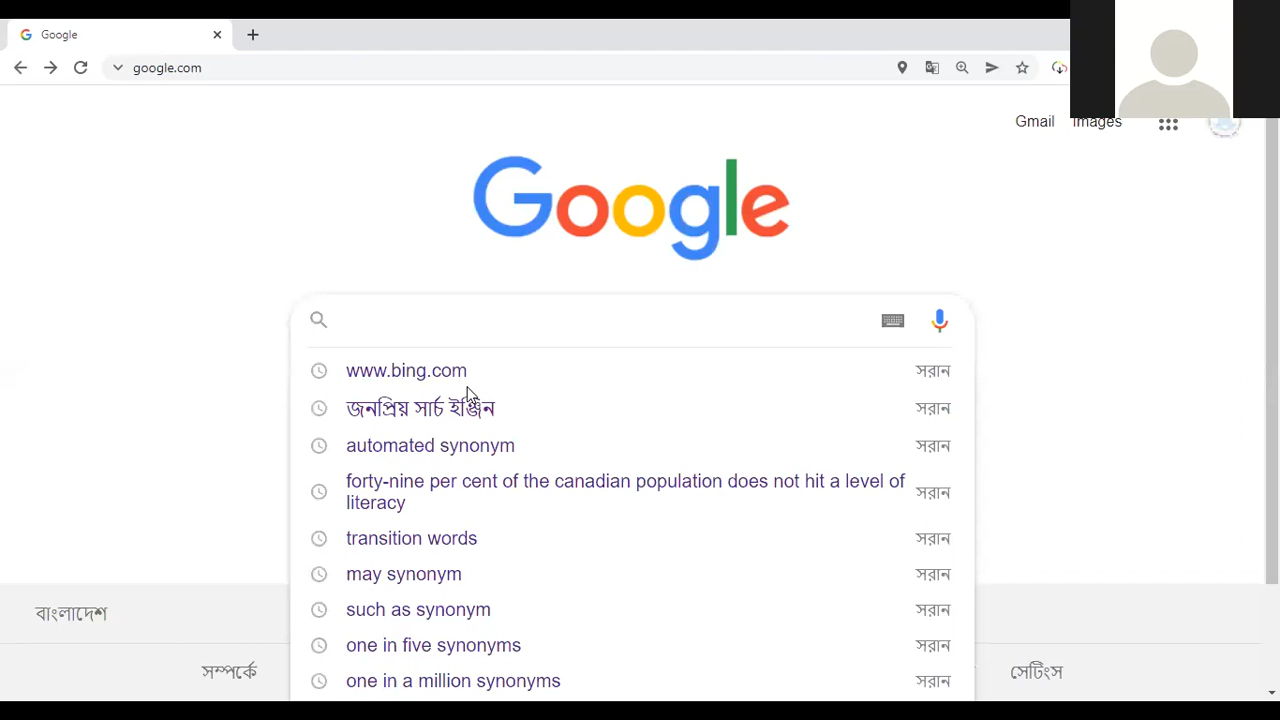 Google
google.com
Gmail Images
Google
www.bing.com সরান
জনপ্রিয় সার্চ ইঞ্জিন সরান
automated synonym সরান
forty-nine per cent of the canadian population does not hit a level of
literacy সরান
transition words সরান
may synonym সরান
such as synonym সরান
one in five synonyms সরান
one in a million synonyms সরান
বাংলাদেশ
সম্পর্কে সেটিংস